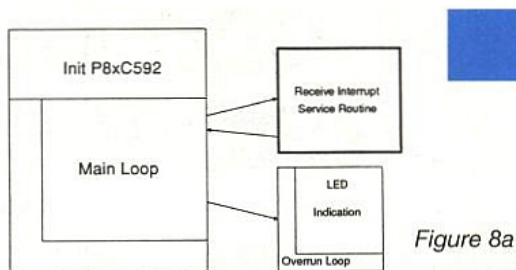 Init P8xC592
Receive Interrupt
Service Routine
Main Loop
LED
Indication
Overrun Loop
Figure 8a